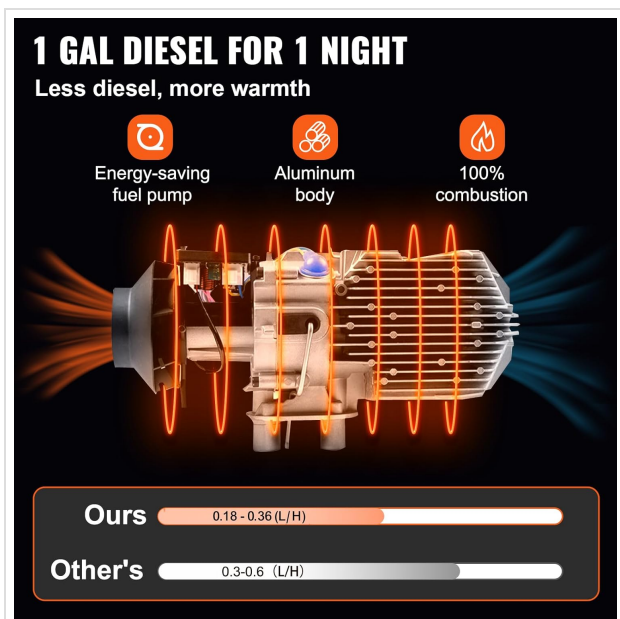 1 GAL DIESEL FOR 1 NIGHT
Less diesel, more warmth
Energy-saving
fuel pump
Aluminum
body
100%
combustion
Ours 0.18 - 0.36 (L/H)
Other's 0.3-0.6 （L/H）